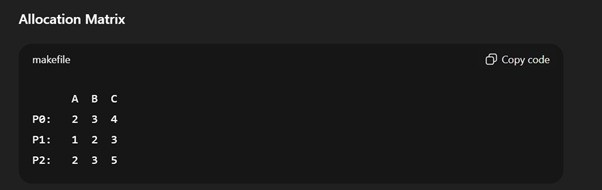 Allocation Matrix
makefile Copy code
A B C
P0: 2 3 4
P1: 1 2 3
P2: 2 3 5